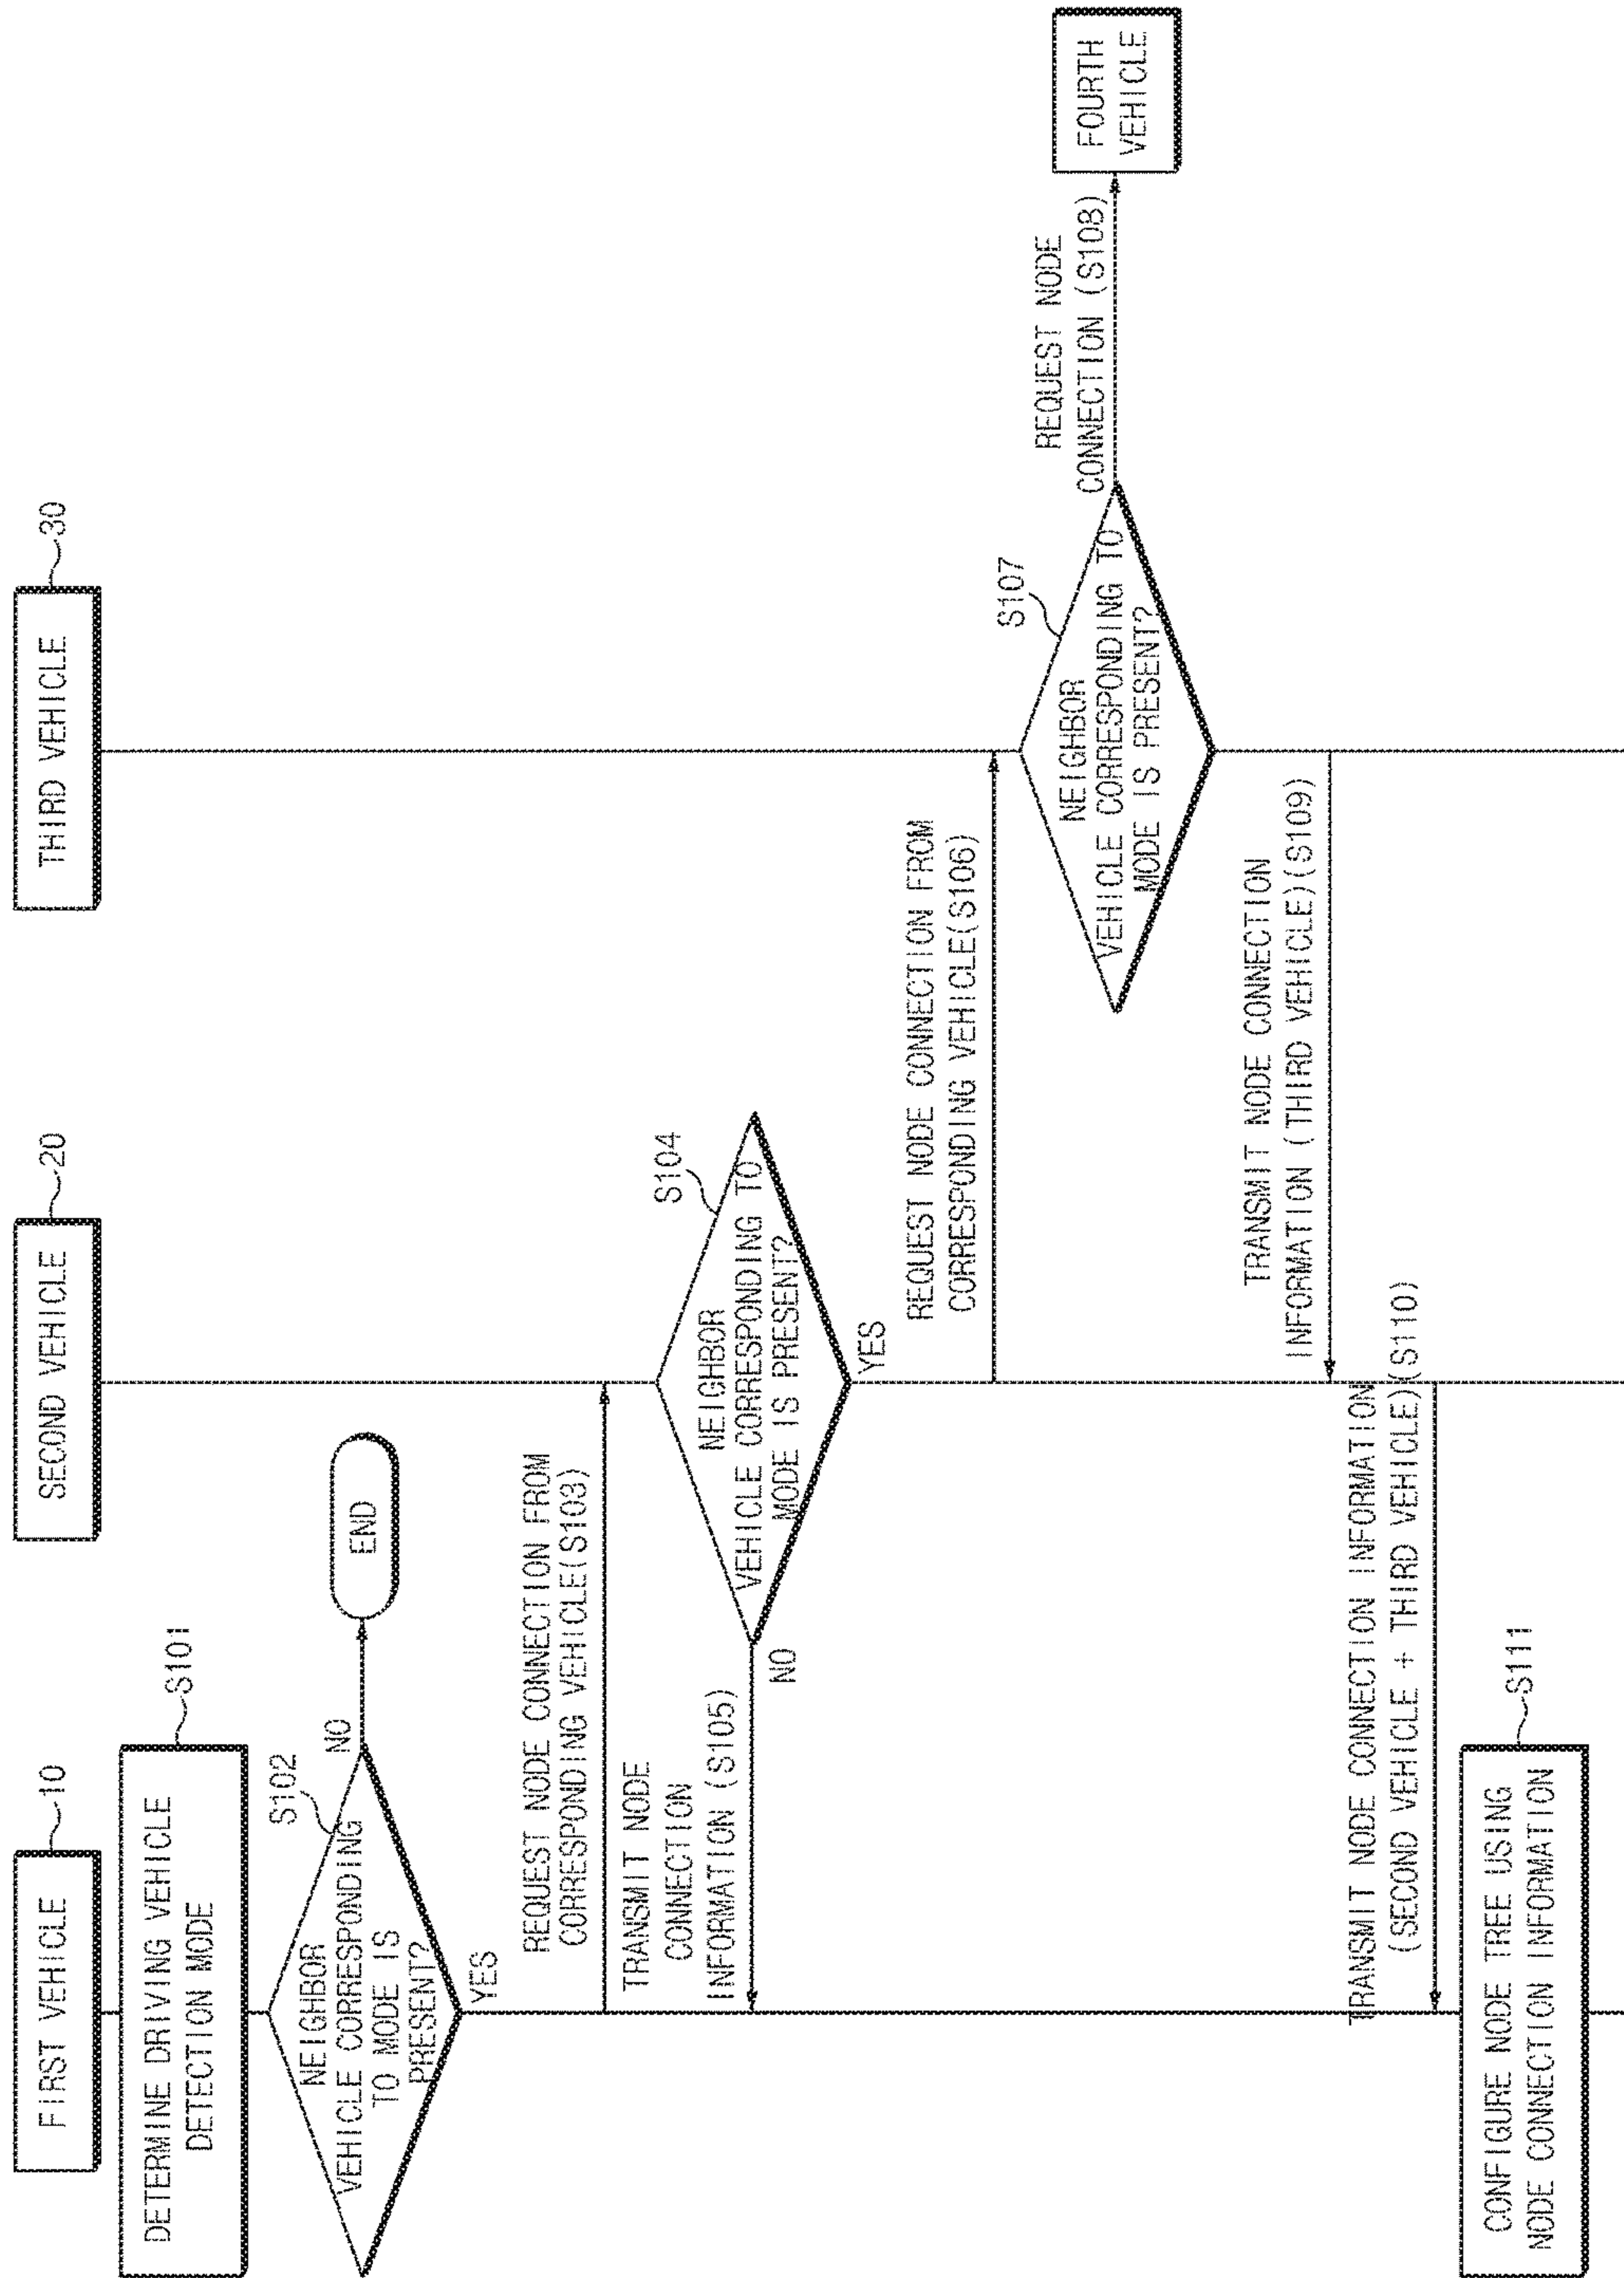 FIRST VEHICLE
10
SECOND VEHICLE
20
THIRD VEHICLE
30
DETERMINE DRIVING VEHICLE
DETECTION MODE
S101
NEIGHBOR
VEHICLE CORRESPONDING
TO MODE IS
PRESENT?
S102
NO
END
YES
REQUEST NODE CONNECTION FROM
CORRESPONDING VEHICLE(S103)
TRANSMIT NODE
CONNECTION
INFORMATION (S105)
NEIGHBOR
VEHICLE CORRESPONDING TO
MODE IS PRESENT?
S104
NO
YES
REQUEST NODE CONNECTION FROM
CORRESPONDING VEHICLE(S106)
NEIGHBOR
VEHICLE CORRESPONDING TO
MODE IS PRESENT?
S107
REQUEST NODE
CONNECTION (S108)
FOURTH
VEHICLE
TRANSMIT NODE CONNECTION
INFORMATION (THIRD VEHICLE)(S109)
TRANSMIT NODE CONNECTION INFORMATION
(SECOND VEHICLE + THIRD VEHICLE)(S110)
CONFIGURE NODE TREE USING
NODE CONNECTION INFORMATION
S111